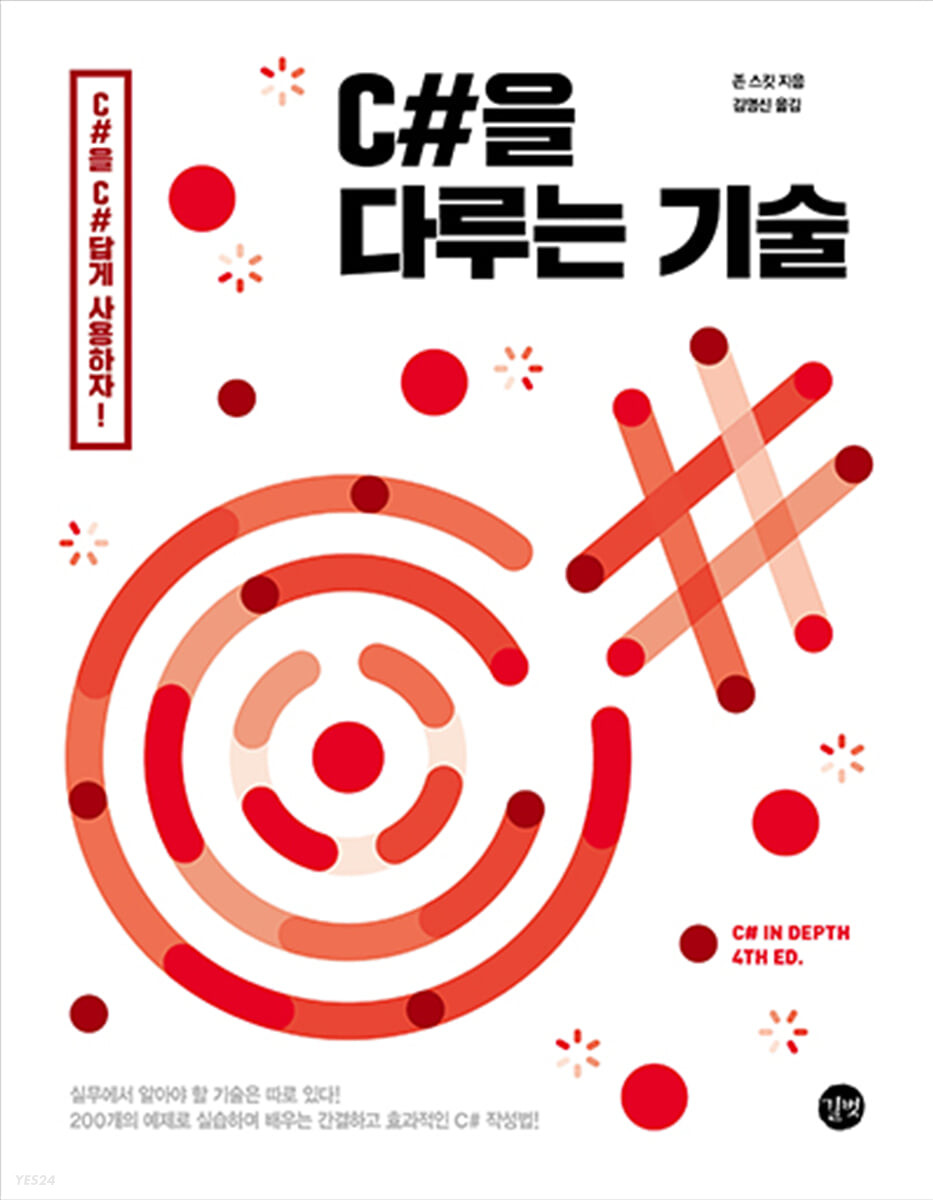 C#을 C#답게 사용하자!
C#을
다루는 기술
존 스킷 지음
김명신 옮김
C# IN DEPTH
4TH ED.
실무에서 알아야 할 기술은 따로 있다!
200개의 예제로 실습하며 배우는 간결하고 효과적인 C# 작성법!
길벗
YES24